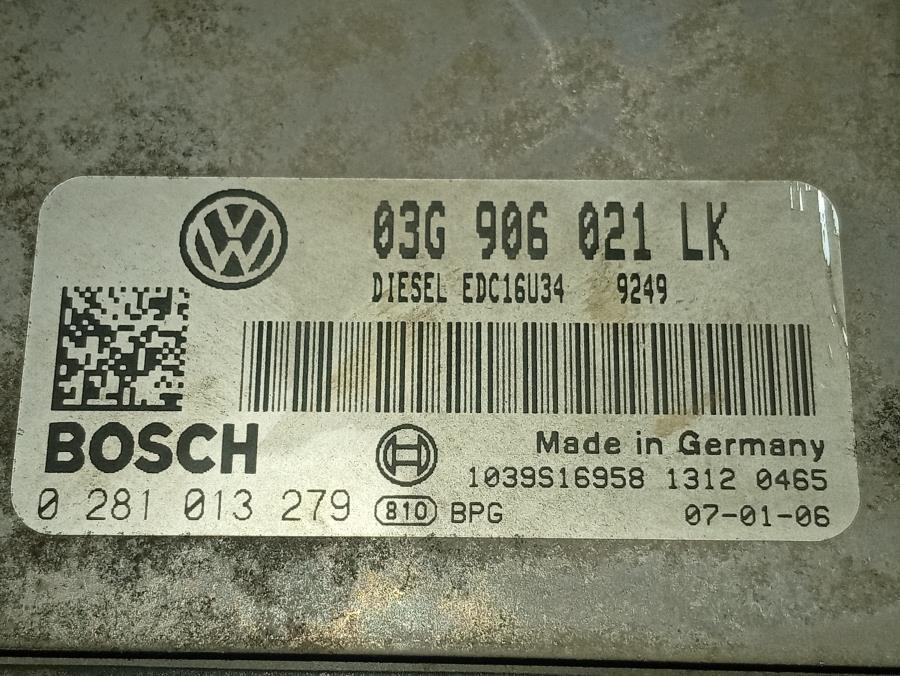 03G 906 021 LK
DIESEL EDC16U34 9249
BOSCH
Made in Germany
1039S16958 1312 0465
0 281 013 279 810 BPG 07-01-06